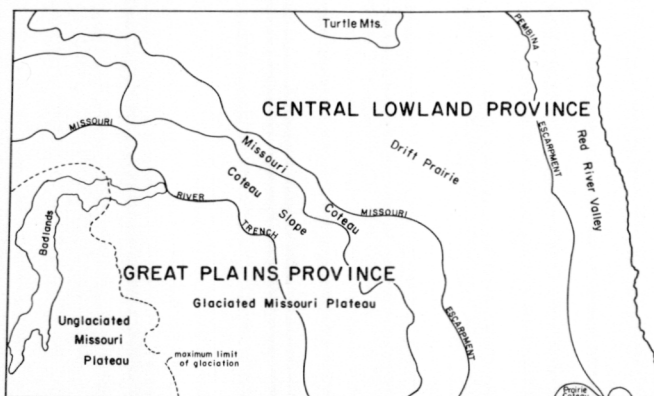 Turtle Mts.
PEMBINA
CENTRAL LOWLAND PROVINCE
MISSOURI
Missouri
Drift Prairie
ESCARPMENT
Red River Valley
Coteau
RIVER
Slope
Coteau
MISSOURI
TRENCH
Badlands
GREAT PLAINS PROVINCE
Glaciated Missouri Plateau
Unglaciated
Missouri
Plateau
ESCARPMENT
maximum limit
of glaciation
Prairie
Coteau